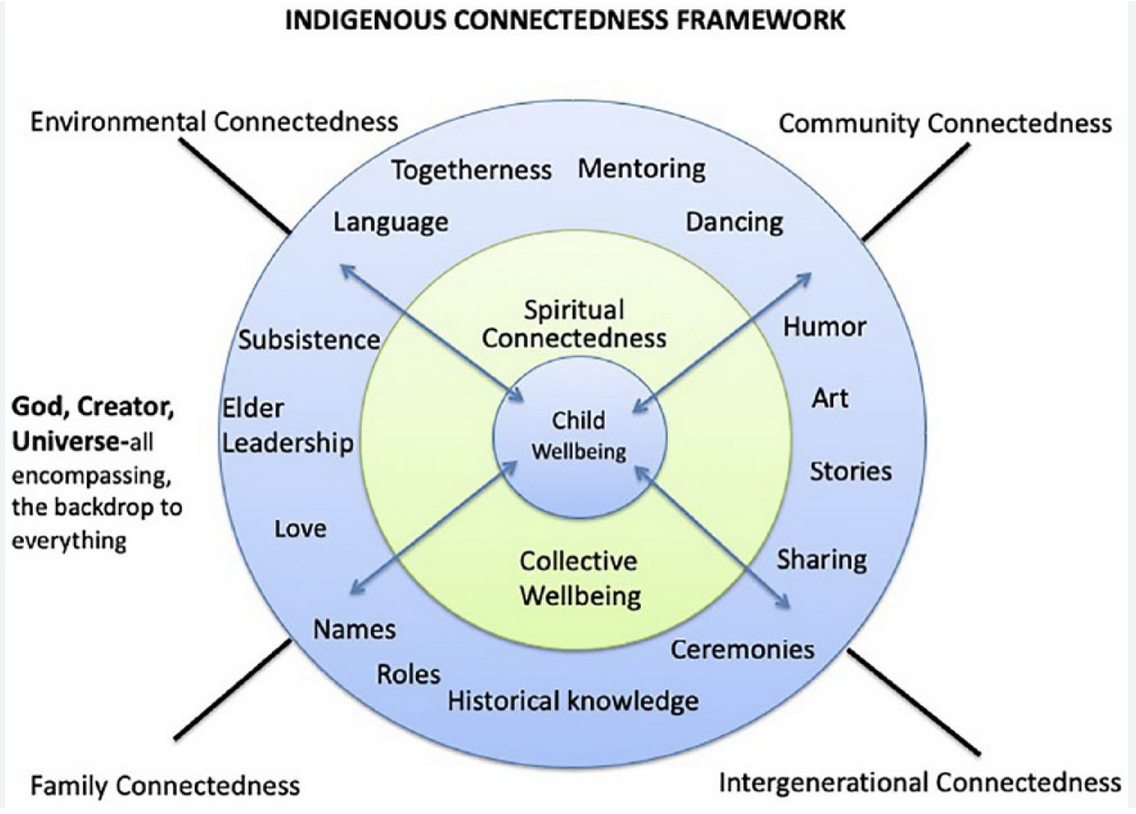 INDIGENOUS CONNECTEDNESS FRAMEWORK
Environmental Connectedness
Community Connectedness
Togetherness
Mentoring
Language
Dancing
Spiritual
Connectedness
Subsistence
Humor
God, Creator,
Universe-all
encompassing,
the backdrop to
everything
Elder
Leadership
Child
Wellbeing
Art
Stories
Love
Collective
Wellbeing
Sharing
Names
Roles
Historical knowledge
Ceremonies
Family Connectedness
Intergenerational Connectedness